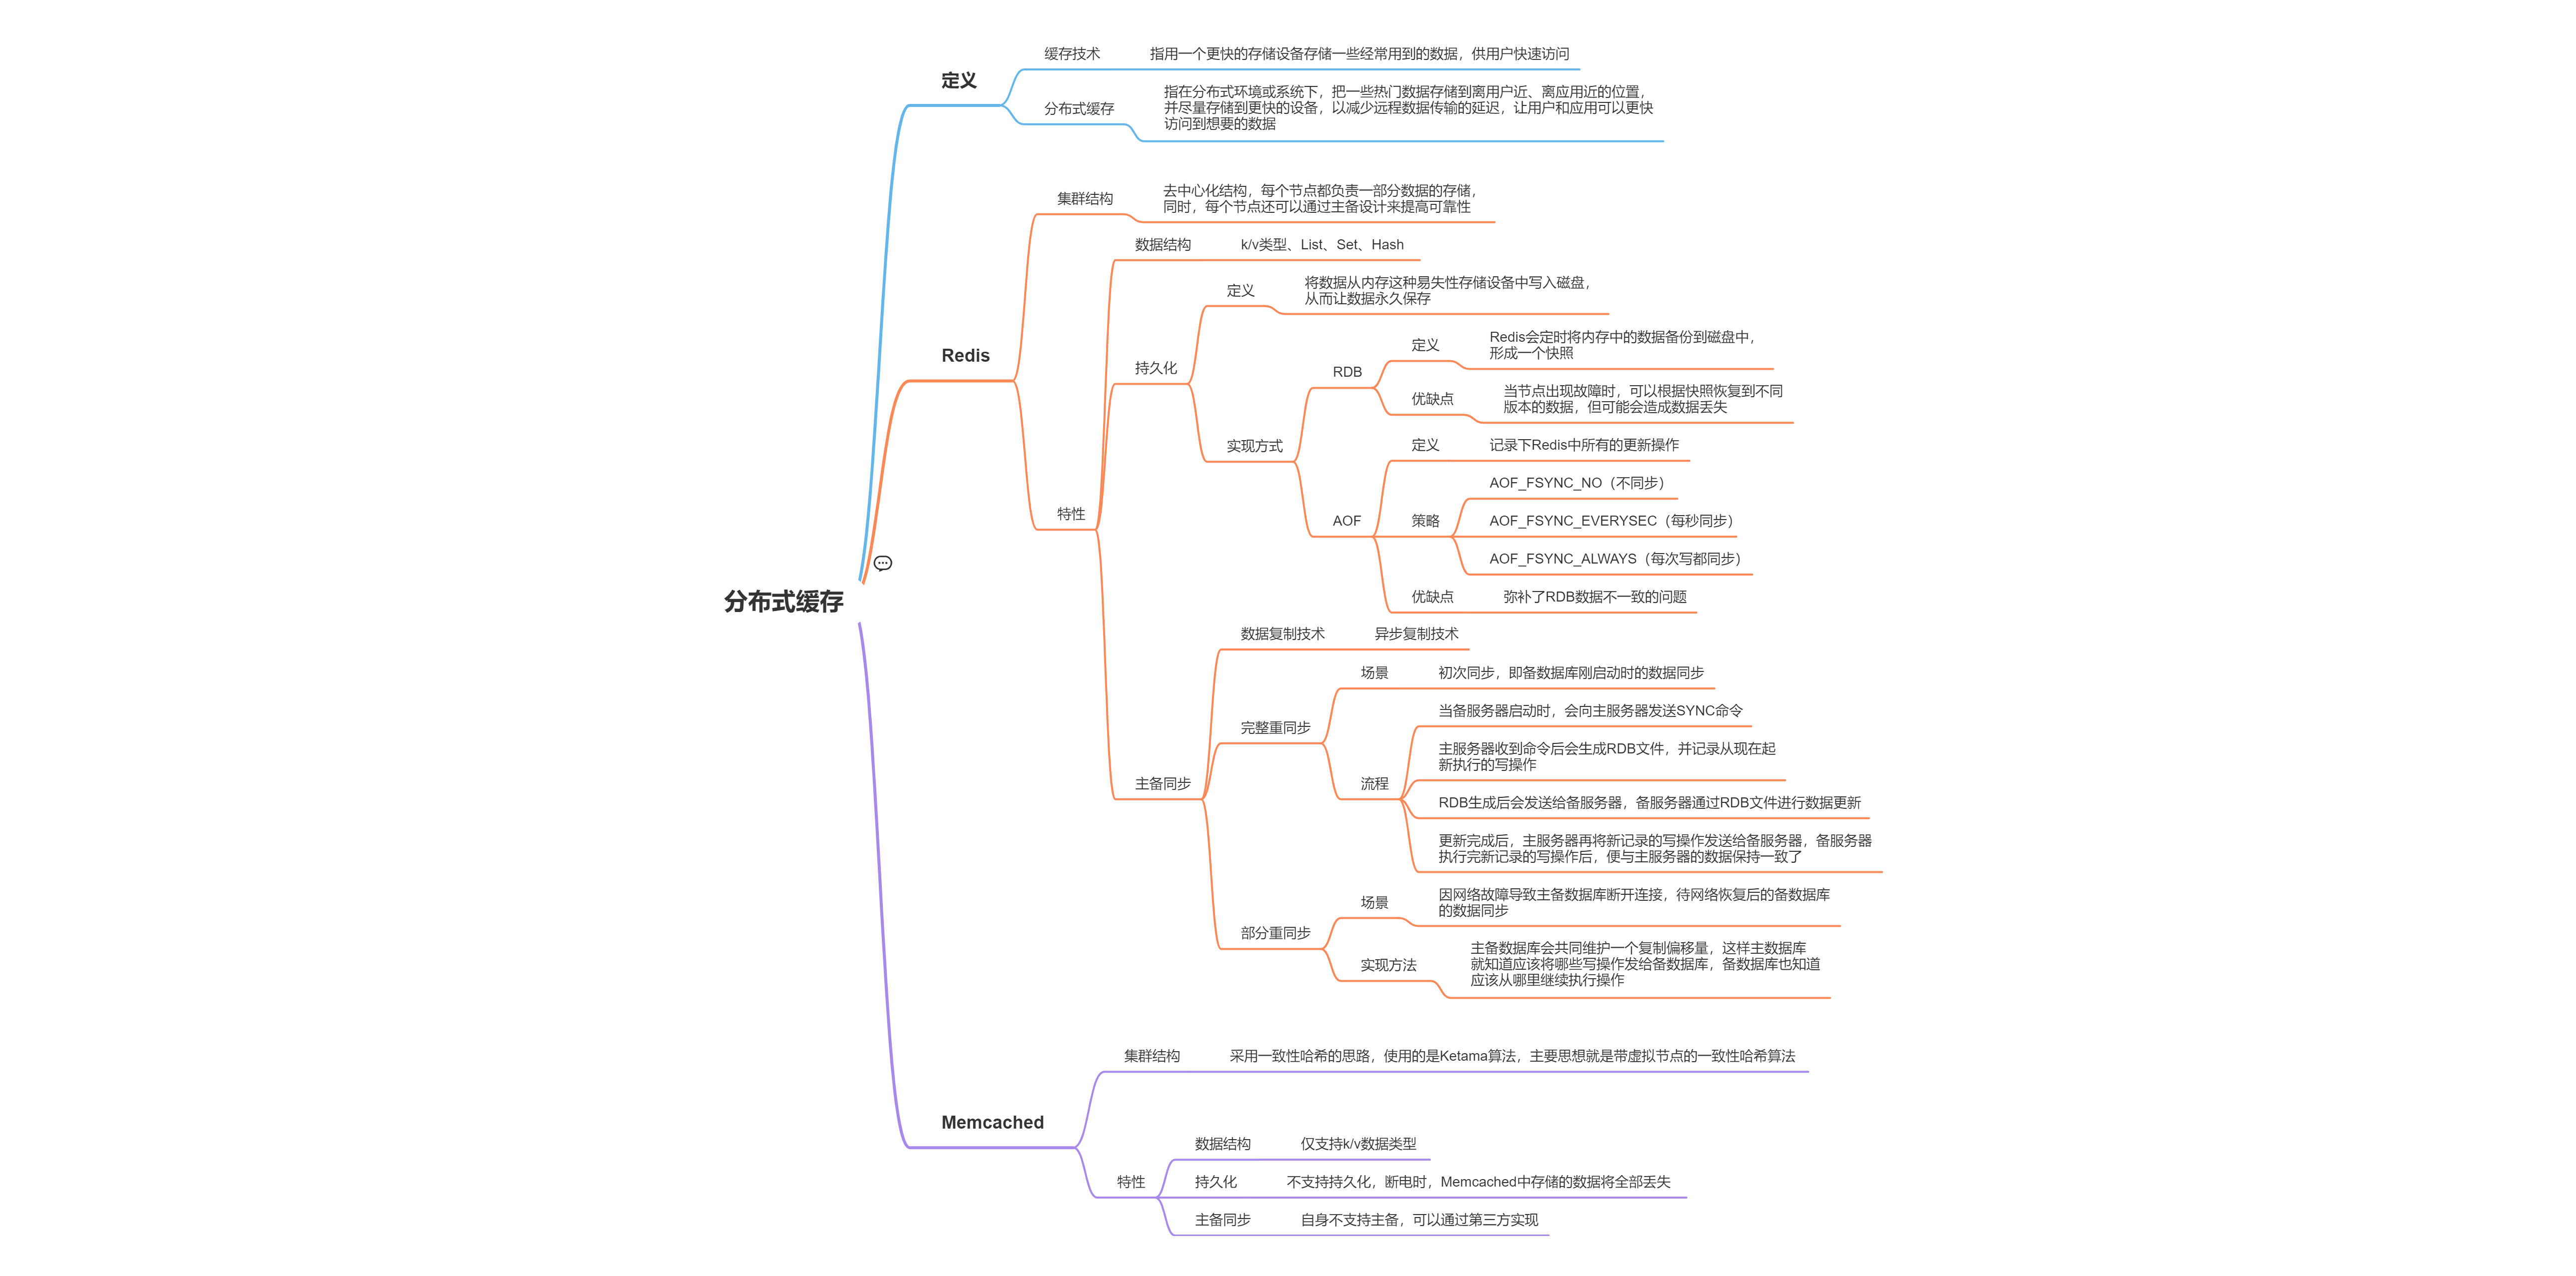 分布式缓存
定义
缓存技术
指用一个更快的存储设备存储一些经常用到的数据，供用户快速访问
分布式缓存
指在分布式环境或系统下，把一些热门数据存储到离用户近、离应用近的位置，
并尽量存储到更快的设备，以减少远程数据传输的延迟，让用户和应用可以更快
访问到想要的数据
Redis
集群结构
去中心化结构，每个节点都负责一部分数据的存储，
同时，每个节点还可以通过主备设计来提高可靠性
特性
数据结构
k/v类型、List、Set、Hash
持久化
定义
将数据从内存这种易失性存储设备中写入磁盘，
从而让数据永久保存
实现方式
RDB
定义
Redis会定时将内存中的数据备份到磁盘中，
形成一个快照
优缺点
当节点出现故障时，可以根据快照恢复到不同
版本的数据，但可能会造成数据丢失
AOF
定义
记录下Redis中所有的更新操作
策略
AOF_FSYNC_NO（不同步）
AOF_FSYNC_EVERYSEC（每秒同步）
AOF_FSYNC_ALWAYS（每次写都同步）
优缺点
弥补了RDB数据不一致的问题
主备同步
数据复制技术
异步复制技术
完整重同步
场景
初次同步，即备数据库刚启动时的数据同步
流程
当备服务器启动时，会向主服务器发送SYNC命令
主服务器收到命令后会生成RDB文件，并记录从现在起
新执行的写操作
RDB生成后会发送给备服务器，备服务器通过RDB文件进行数据更新
更新完成后，主服务器再将新记录的写操作发送给备服务器，备服务器
执行完新记录的写操作后，便与主服务器的数据保持一致了
部分重同步
场景
因网络故障导致主备数据库断开连接，待网络恢复后的备数据库
的数据同步
实现方法
主备数据库会共同维护一个复制偏移量，这样主数据库
就知道应该将哪些写操作发给备数据库，备数据库也知道
应该从哪里继续执行操作
Memcached
集群结构
采用一致性哈希的思路，使用的是Ketama算法，主要思想就是带虚拟节点的一致性哈希算法
特性
数据结构
仅支持k/v数据类型
持久化
不支持持久化，断电时，Memcached中存储的数据将全部丢失
主备同步
自身不支持主备，可以通过第三方实现